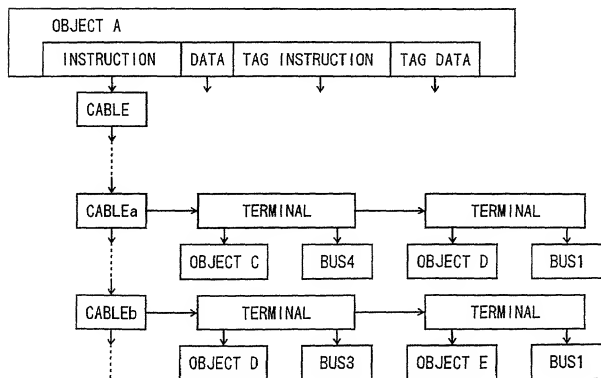 OBJECT A
INSTRUCTION DATA TAG INSTRUCTION TAG DATA
CABLE
CABLEa TERMINAL TERMINAL
OBJECT C BUS4 OBJECT D BUS1
CABLEb TERMINAL TERMINAL
OBJECT D BUS3 OBJECT E BUS1